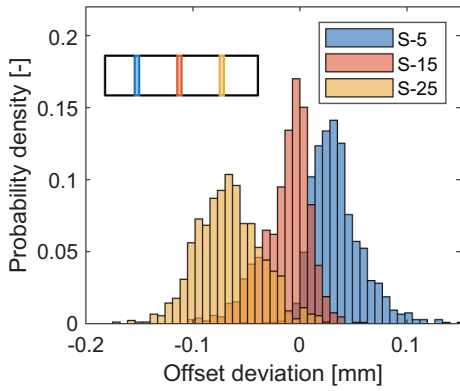 0.2
0.15
0.1
0.05
0
Probability density [-]
S-5
S-15
S-25
-0.2
-0.1
0
0.1
Offset deviation [mm]